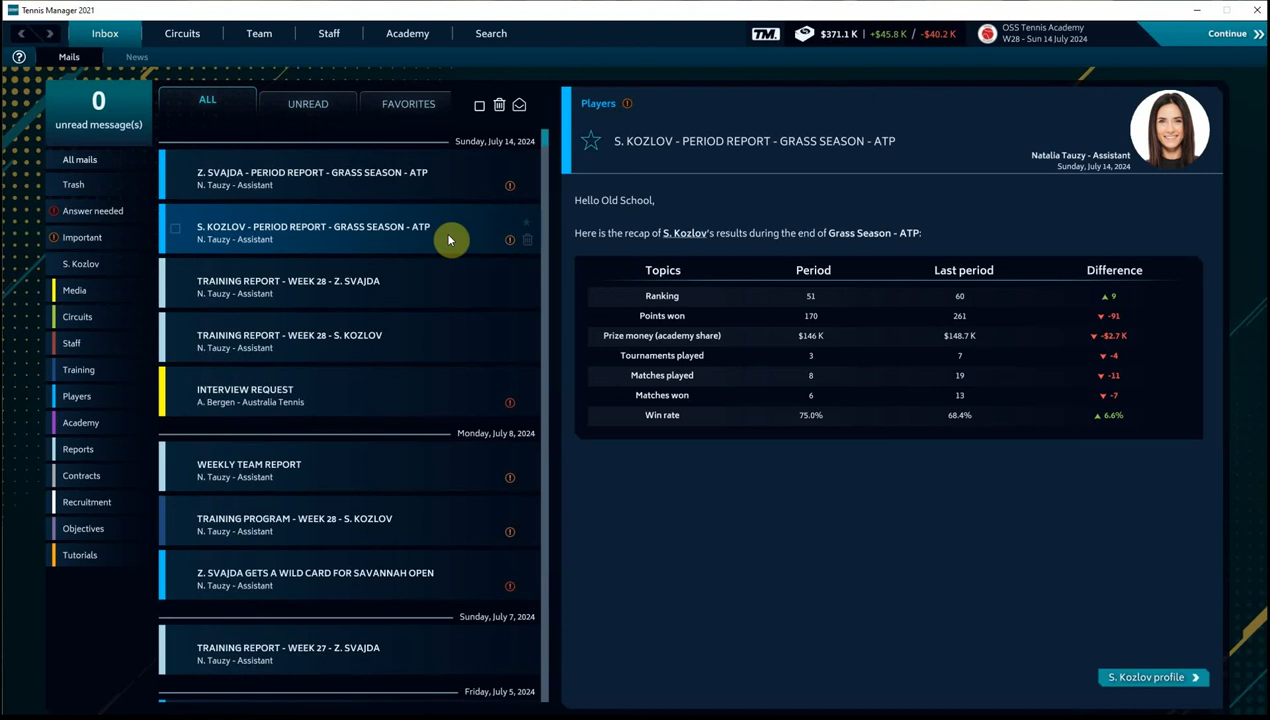 Tennis Manager 2021
Inbox
Circuits
Team
Staff
Academy
Search
TM.
$371.1 K
+$45.8 K
-$40.2 K
OSS Tennis Academy
W28 - Sun 14 July 2024
Continue
Mails
News
0
unread message(s)
All mails
Trash
Answer needed
Important
S. Kozlov
Media
Circuits
Staff
Training
Players
Academy
Reports
Contracts
Recruitment
Objectives
Tutorials
ALL
UNREAD
FAVORITES
Sunday, July 14, 2024
Z. SVAJDA - PERIOD REPORT - GRASS SEASON - ATP
N. Tauzy - Assistant
S. KOZLOV - PERIOD REPORT - GRASS SEASON - ATP
N. Tauzy - Assistant
TRAINING REPORT - WEEK 28 - Z. SVAJDA
N. Tauzy - Assistant
TRAINING REPORT - WEEK 28 - S. KOZLOV
N. Tauzy - Assistant
INTERVIEW REQUEST
A. Bergen - Australia Tennis
Monday, July 8, 2024
WEEKLY TEAM REPORT
N. Tauzy - Assistant
TRAINING PROGRAM - WEEK 28 - S. KOZLOV
N. Tauzy - Assistant
Z. SVAJDA GETS A WILD CARD FOR SAVANNAH OPEN
N. Tauzy - Assistant
Sunday, July 7, 2024
TRAINING REPORT - WEEK 27 - Z. SVAJDA
N. Tauzy - Assistant
Friday, July 5, 2024
Players
S. KOZLOV - PERIOD REPORT - GRASS SEASON - ATP
Natalia Tauzy - Assistant
Sunday, July 14, 2024
Hello Old School,
Here is the recap of S. Kozlov's results during the end of Grass Season - ATP:
Topics Period Last period Difference
Ranking 51 60 9
Points won 170 261 -91
Prize money (academy share) $146 K $148.7 K -$2.7 K
Tournaments played 3 7 -4
Matches played 8 19 -11
Matches won 6 13 -7
Win rate 75.0% 68.4% 6.6%
S. Kozlov profile